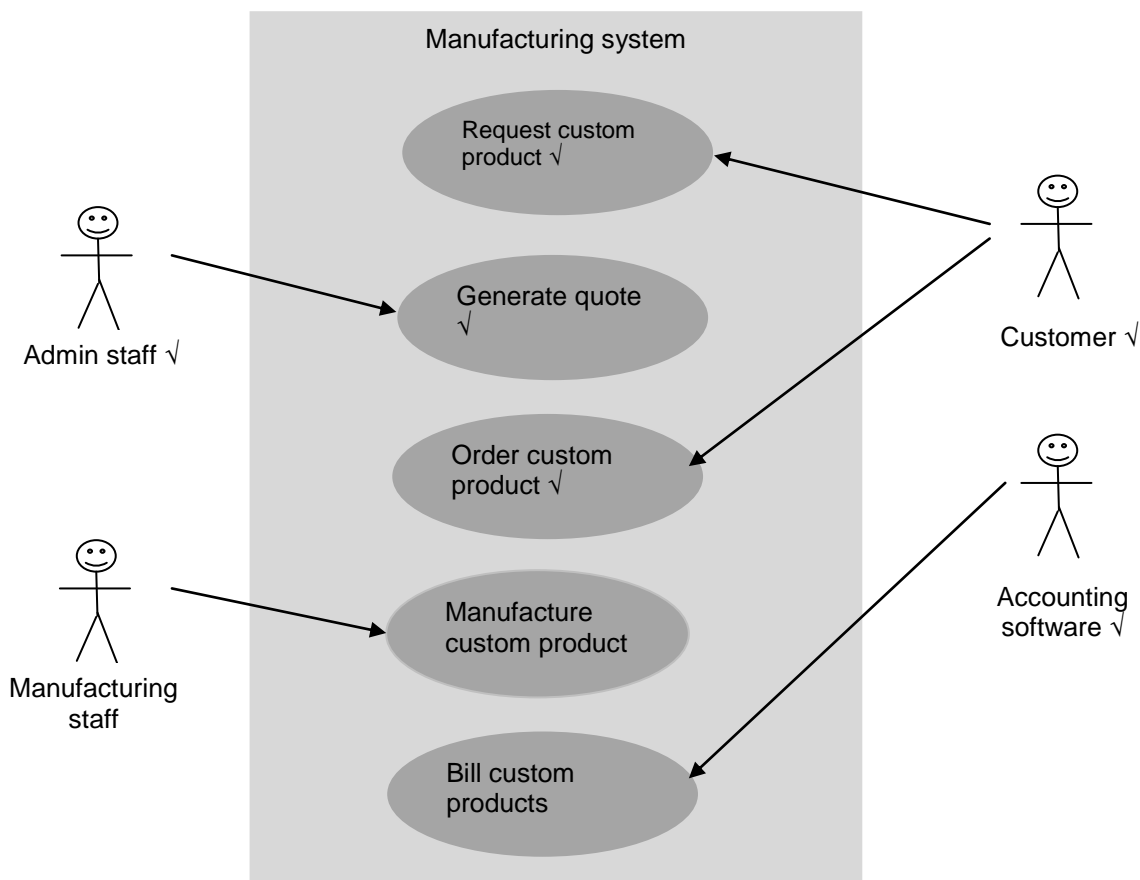 Manufacturing system
Request custom
product √
Generate quote
√
Admin staff √
Customer √
Order custom
product √
Manufacture
custom product
Accounting
software √
Manufacturing
staff
Bill custom
products